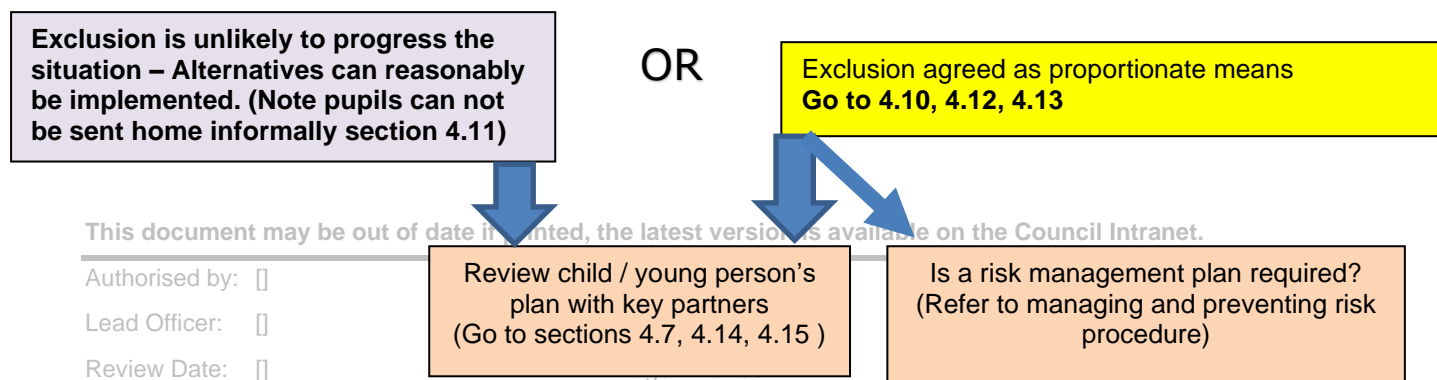 Exclusion is unlikely to progress the
situation – Alternatives can reasonably
be implemented. (Note pupils can not
be sent home informally section 4.11)
OR
Exclusion agreed as proportionate means
Go to 4.10, 4.12, 4.13
This document may be out of date if printed, the latest version is available on the Council Intranet.
Authorised by: []
Lead Officer: []
Review Date: []
Review child / young person's
plan with key partners
(Go to sections 4.7, 4.14, 4.15 )
Is a risk management plan required?
(Refer to managing and preventing risk
procedure)